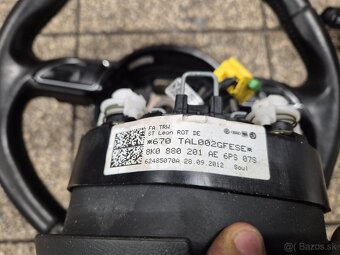 FA.TRW
ST Leon ROT DE
*670 TAL002GFESE*
8K0 880 201 AE 6PS 07S
62485070A 28.09.2012 Soul
bazos.sk